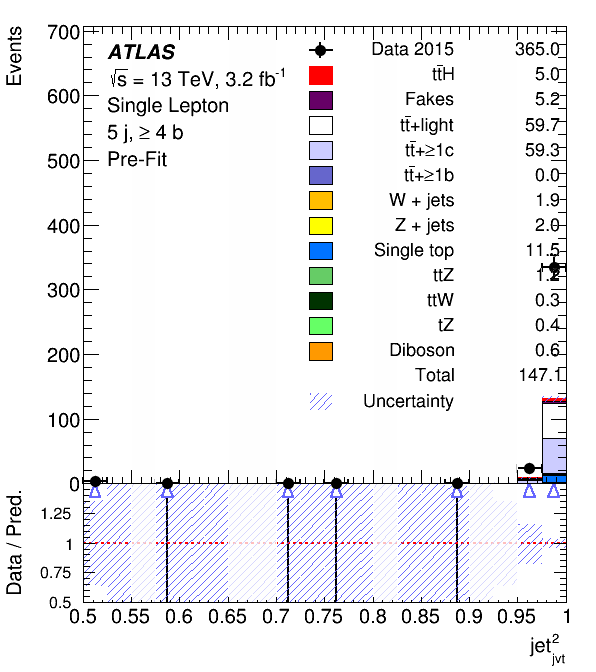 Events
700
600
500
400
300
200
100
0
ATLAS
√s = 13 TeV, 3.2 fb⁻¹
Single Lepton
5 j, ≥ 4 b
Pre-Fit
Data 2015 365.0
tt̄H 5.0
Fakes 5.2
tt̄+light 59.7
tt̄+≥1c 59.3
tt̄+≥1b 0.0
W + jets 1.9
Z + jets 2.0
Single top 11.5
ttZ 1.2
ttW 0.3
tZ 0.4
Diboson 0.6
Total 147.1
Uncertainty
Data / Pred.
1.25
1
0.75
0.5
0.5 0.55 0.6 0.65 0.7 0.75 0.8 0.85 0.9 0.95 1
jet²jvt